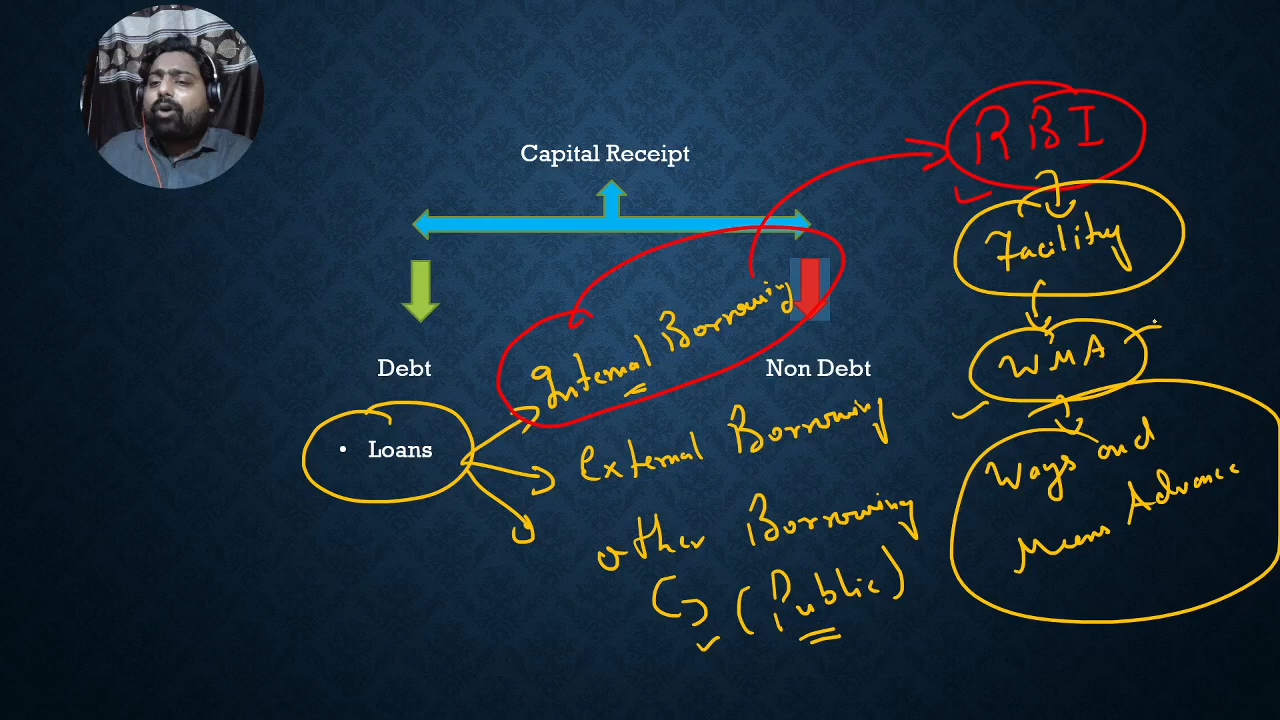 Capital Receipt
RBI
Facility
WMA
Ways and
Means Advance
Debt
Non Debt
• Loans
Internal Borrowing
External Borrowing
other Borrowing
(Public)